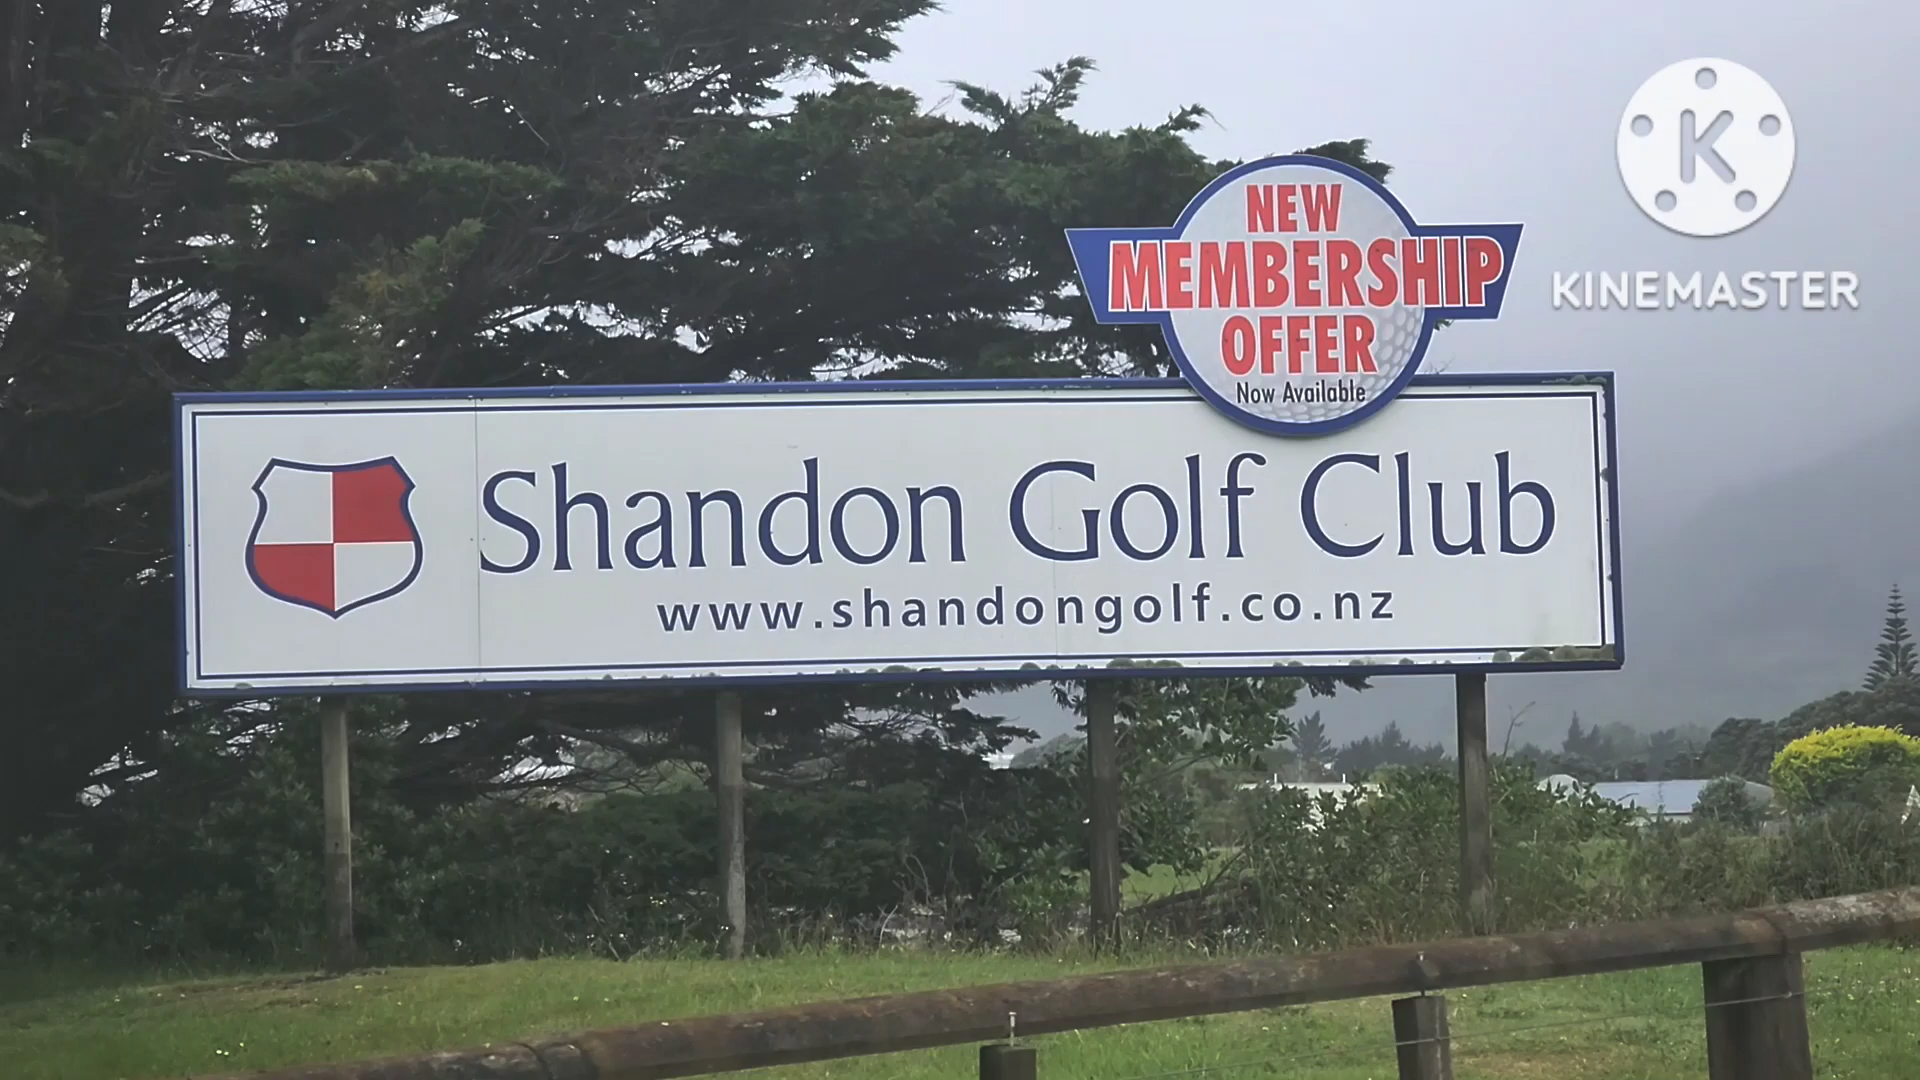 NEW
MEMBERSHIP
OFFER
Now Available
K
KINEMASTER
Shandon Golf Club
www.shandongolf.co.nz